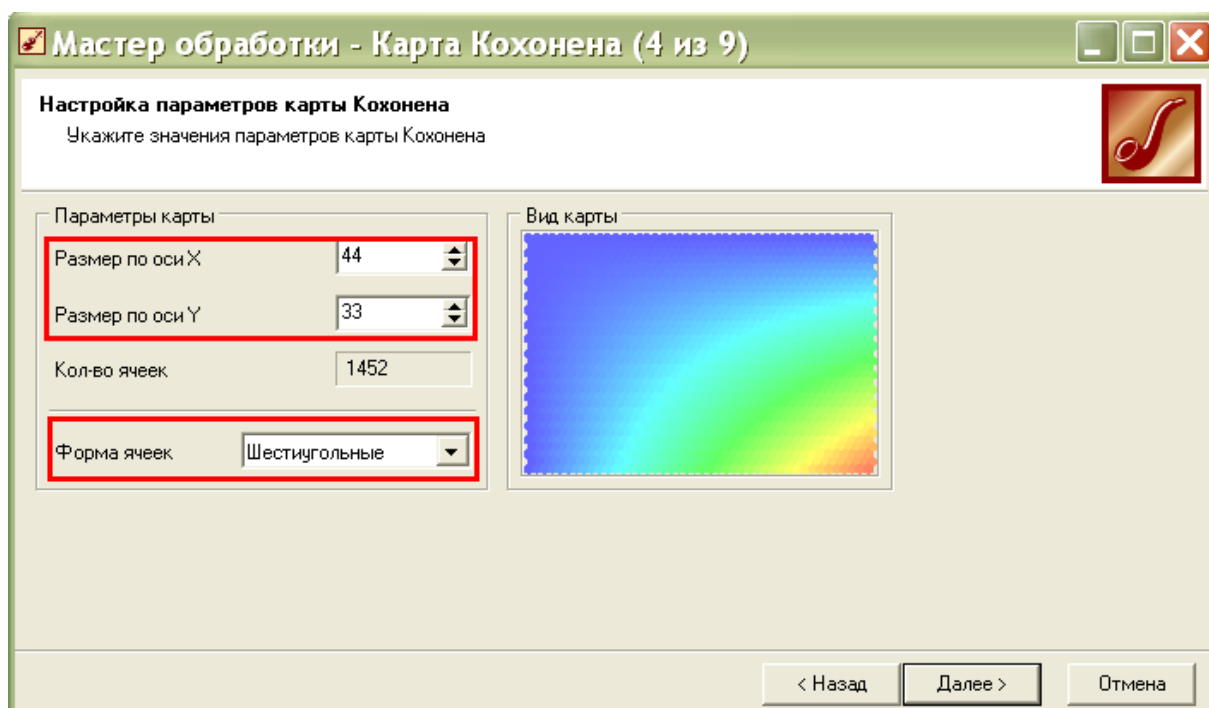 Мастер обработки - Карта Кохонена (4 из 9)
Настройка параметров карты Кохонена
Укажите значения параметров карты Кохонена
Параметры карты
Размер по оси X 44
Размер по оси Y 33
Кол-во ячеек 1452
Форма ячеек Шестиугольные
Вид карты
< Назад Далее > Отмена